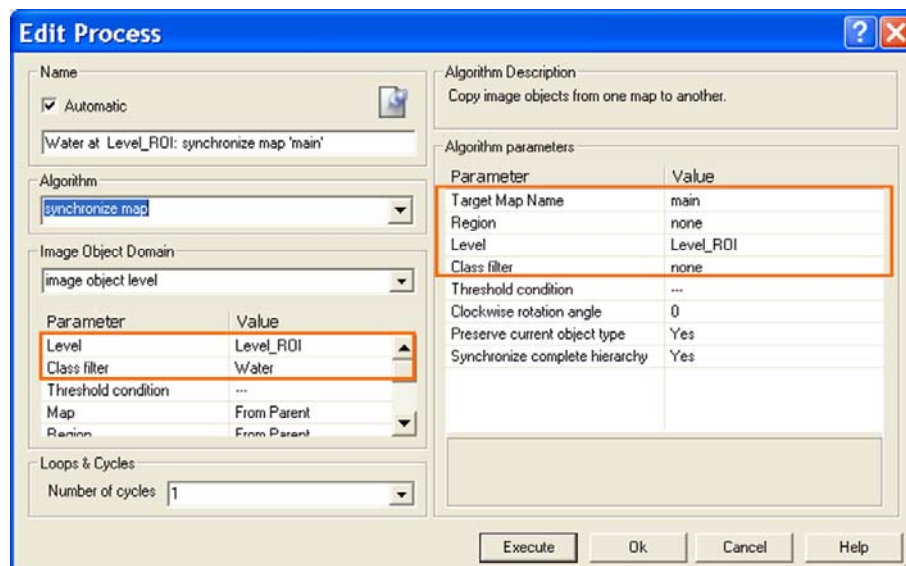 Edit Process
Name
Automatic
Water at Level_ROI: synchronize map 'main'
Algorithm
synchronize map
Image Object Domain
image object level
Parameter Value
Level Level_ROI
Class filter Water
Threshold condition ---
Map From Parent
Region From Parent
Loops & Cycles
Number of cycles 1
Algorithm Description
Copy image objects from one map to another.
Algorithm parameters
Parameter Value
Target Map Name main
Region none
Level Level_ROI
Class filter none
Threshold condition ---
Clockwise rotation angle 0
Preserve current object type Yes
Synchronize complete hierarchy Yes
Execute Ok Cancel Help